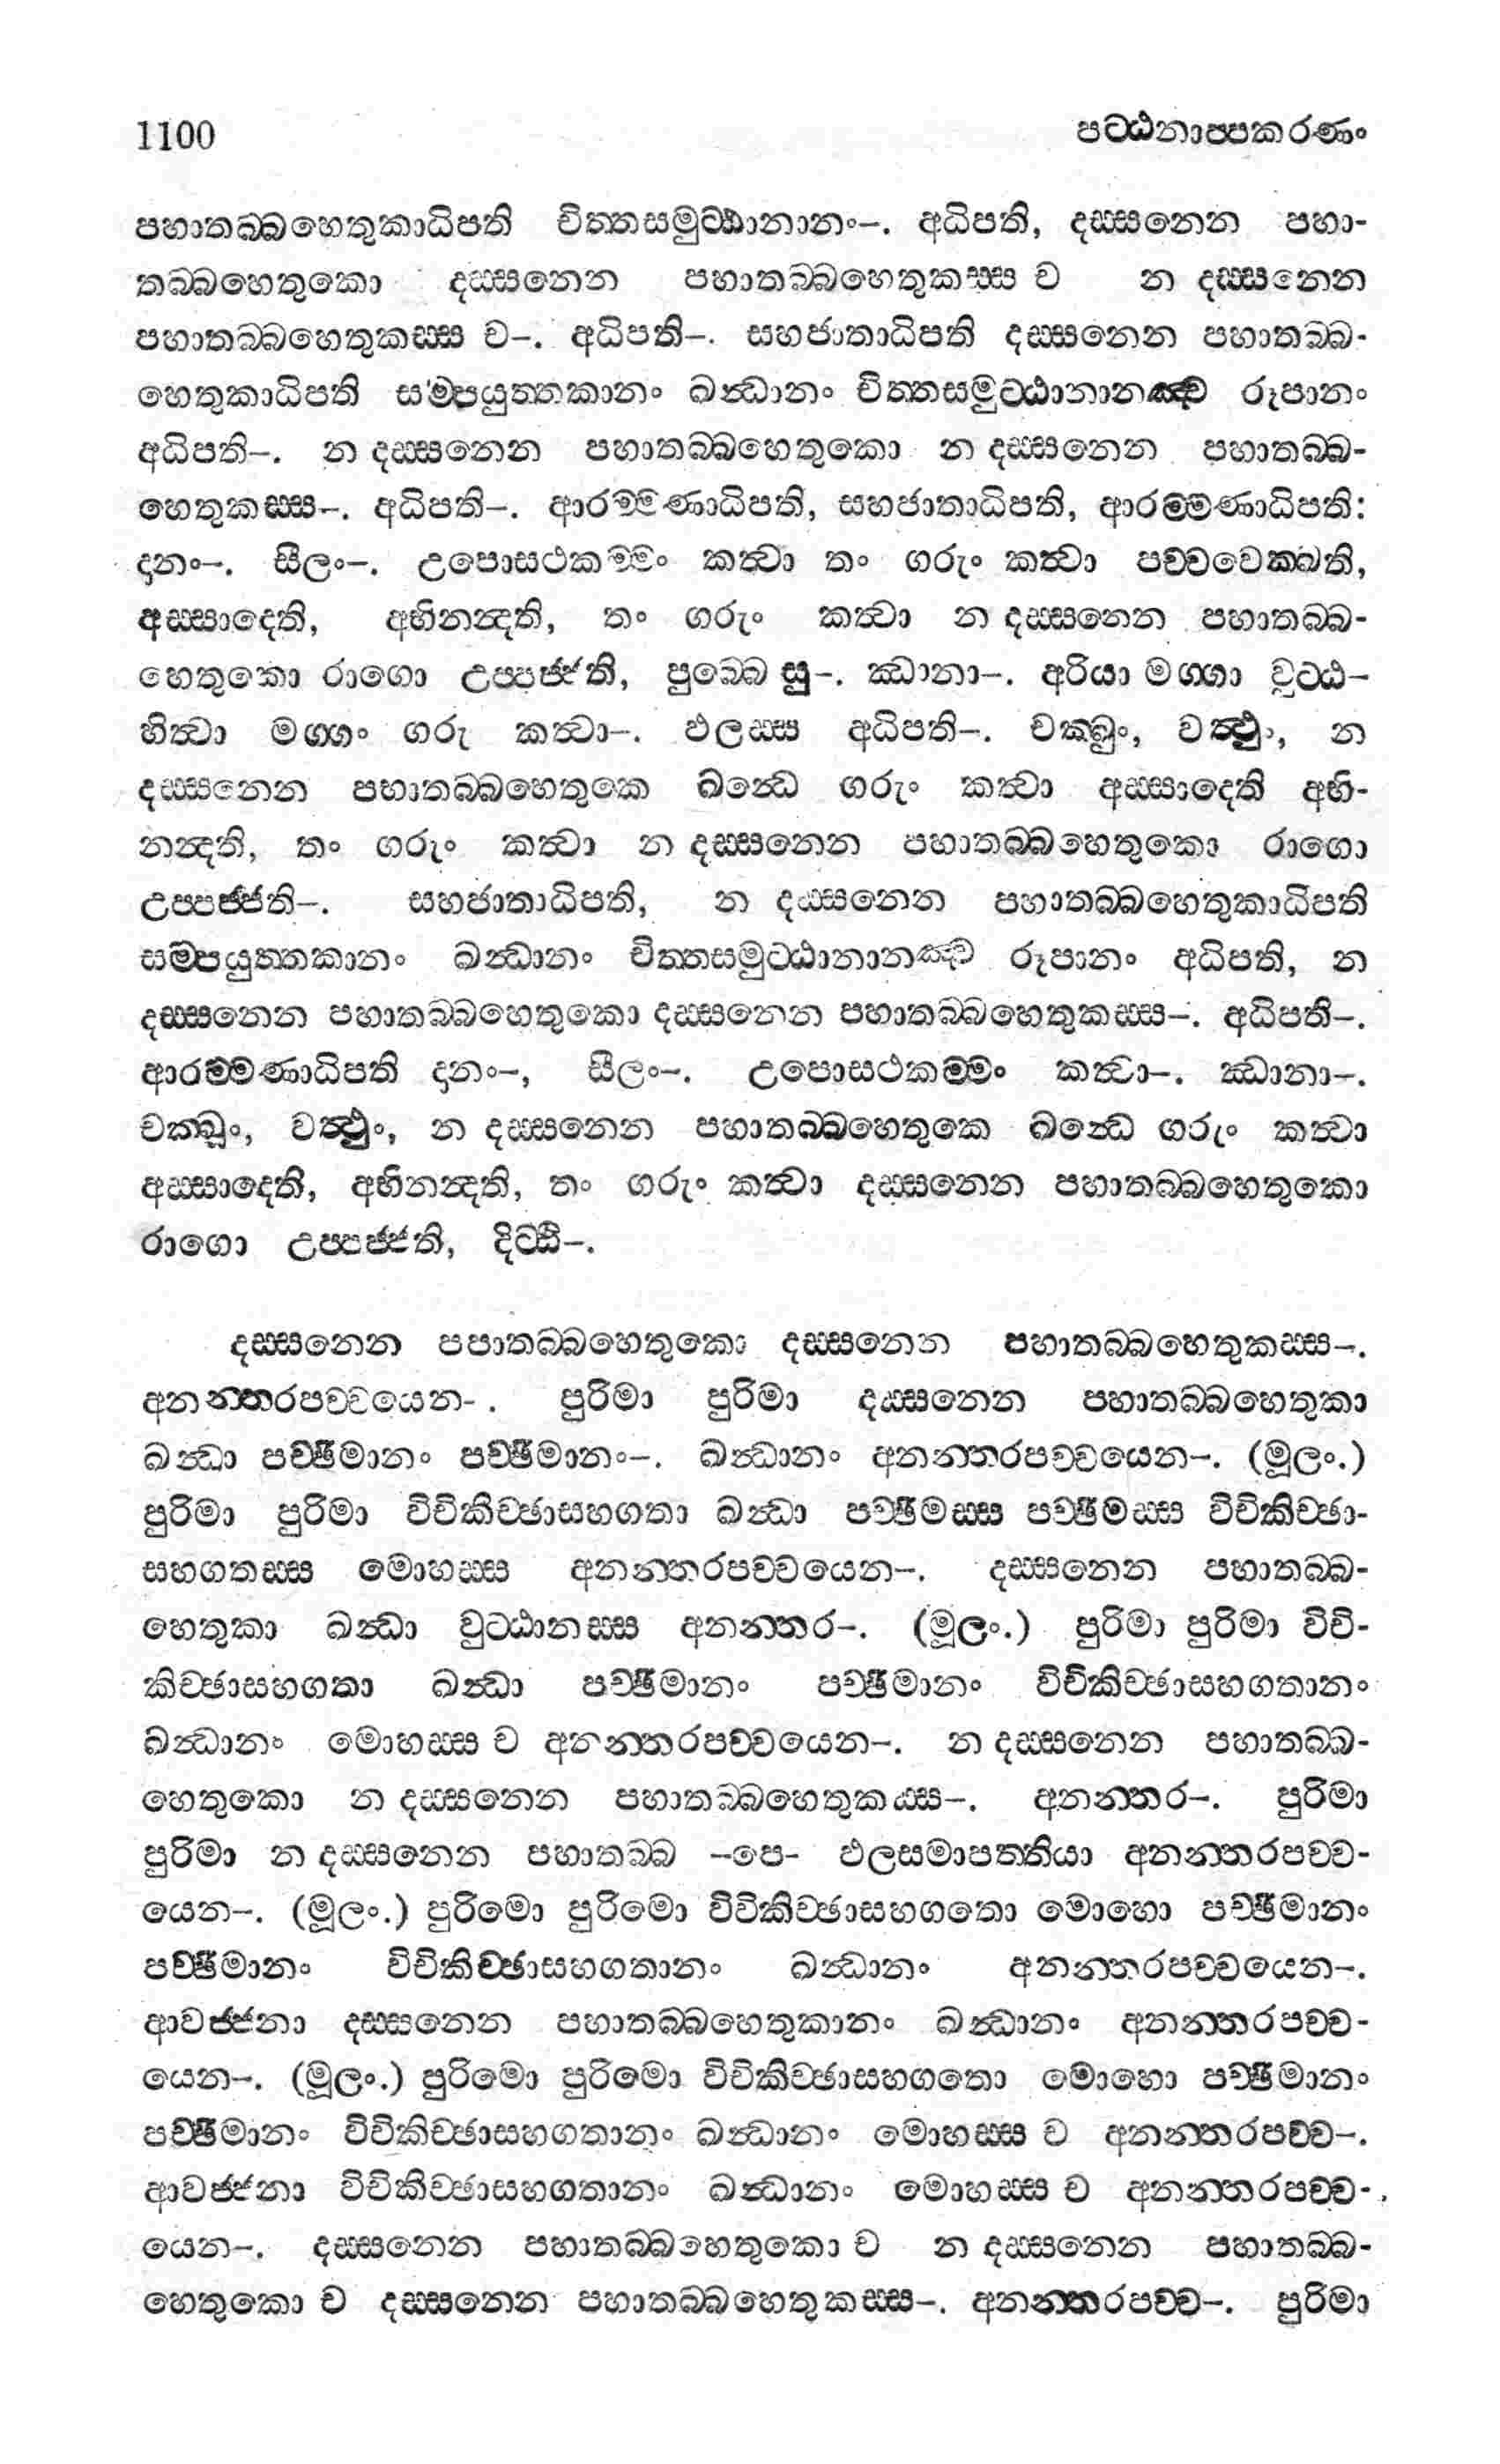 1100 පට්ඨනාප්පකරණං
පහාතබ්බහෙතුකාධිපති චිත්තසමුට්ඨානානං–. අධිපති, දස්සනෙන පහා-
තබ්බහෙතුකො දස්සනෙන පහාතබ්බහෙතුකස්ස ච න දස්සනෙන
පහාතබ්බහෙතුකස්ස ච–. අධිපති–. සහජාතාධිපති දස්සනෙන පහාතබ්බ-
හෙතුකාධිපති සම්පයුත්තකානං ඛන්ධානං චිත්තසමුට්ඨානානඤ්ච රූපානං
අධිපති–. න දස්සනෙන පහාතබ්බහෙතුකො න දස්සනෙන පහාතබ්බ-
හෙතුකස්ස–. අධිපති–. ආරම්මණාධිපති, සහජාතාධිපති, ආරම්මණාධිපති:
දානං–. සීලං–. උපොසථකම්මං කත්වා තං ගරුං කත්වා පච්චවෙක්ඛති,
අස්සාදෙති, අභිනන්දති, තං ගරුං කත්වා න දස්සනෙන පහාතබ්බ-
හෙතුකො රාගො උප්පජ්ජති, පුබ්බෙ සු–. ඣානා–. අරියා මග්ගා වුට්ඨ–
හිත්වා මග්ගං ගරු කත්වා–. ඵලස්ස අධිපති–. චක්ඛුං, වත්ථුං, න
දස්සනෙන පභාතබ්බහෙතුකෙ ඛන්ධෙ ගරුං කත්වා අස්සාදෙති අභි-
නන්දති, තං ගරුං කත්වා න දස්සනෙන පහාතබ්බහෙතුකො රාගො
උප්පජ්ජති–. සහජාතාධිපති, න දස්සනෙන පහාතබ්බහෙතුකාධිපති
සම්පයුත්තකානං ඛන්ධානං චිත්තසමුට්ඨානානඤ්ච රූපානං අධිපති, න
දස්සනෙන පහාතබ්බහෙතුකො දස්සනෙන පහාතබ්බහෙතුකස්ස–. අධිපති–.
ආරම්මණාධිපති දානං–, සීලං–. උපොසථකම්මං කත්වා–. ඣානා–.
චක්ඛූං, වත්ථුං, න දස්සනෙන පහාතබ්බහෙතුකෙ ඛන්ධෙ ගරුං කත්වා
අස්සාදෙති, අභිනන්දති, තං ගරුං කත්වා දස්සනෙන පහාතබ්බහෙතුකො
රාගො උප්පජ්ජති, දිට්ඨි–.
දස්සනෙන පපාතබ්බහෙතුකො දස්සනෙන පහාතබ්බහෙතුකස්ස–.
අනන්තරපච්චයෙන- . පුරිමා පුරිමා දස්සනෙන පහාතබ්බහෙතුකා
ඛන්ධා පච්ඡිමානං පච්ඡිමානං–. ඛන්ධානං අනන්තරපච්චයෙන–. (මූලං.)
පුරිමා පුරිමා විචිකිච්ඡාසහගතා ඛන්ධා පච්ඡිමස්ස පච්ඡිමස්ස විචිකිච්ඡා-
සහගතස්ස මොහස්ස අනන්තරපච්චයෙන–. දස්සනෙන පහාතබ්බ-
හෙතුකා ඛන්ධා වුට්ඨානස්ස අනන්තර–. (මූලං.) පුරිමා පුරිමා විචි-
කිච්ඡාසහගතා ඛන්ධා පච්ඡිමානං පච්ඡිමානං විචිකිච්ඡාසහගතානං
ඛන්ධානං මොහස්ස ච අනන්තරපච්චයෙන–. න දස්සනෙන පහාතබ්බ-
හෙතුකො න දස්සනෙන පහාතබ්බහෙතුකස්ස–. අනන්තර–. පුරිමා
පුරිමා න දස්සනෙන පහාතබ්බ –පෙ- ඵලසමාපත්තියා අනන්තරපච්ච-
යෙන–. (මූලං.) පුරිමො පුරිමො විචිකිච්ඡාසහගතො මොහො පච්ඡිමානං
පච්ඡිමානං විචිකිච්ඡාසහගතානං ඛන්ධානං අනන්තරපච්චයෙන–.
ආවජ්ජනා දස්සනෙන පහාතබ්බහෙතුකානං ඛන්ධානං අනන්තරපච්ච-
යෙන–. (මූලං.) පුරිමො පුරිමො විචිකිච්ඡාසහගතො මොහො පච්ඡිමානං
පච්ඡිමානං විචිකිච්ඡාසහගතානං ඛන්ධානං මොහස්ස ච අනන්තරපච්ච–.
ආවජ්ජනා විචිකිච්ඡාසහගතානං ඛන්ධානං මොහස්ස ච අනන්තරපච්ච-
යෙන–. දස්සනෙන පහාතබ්බහෙතුකො ච න දස්සනෙන පහාතබ්බ-
හෙතුකො ච දස්සනෙන පහාතබ්බහෙතුකස්ස–. අනන්තරපච්ච–. පුරිමා